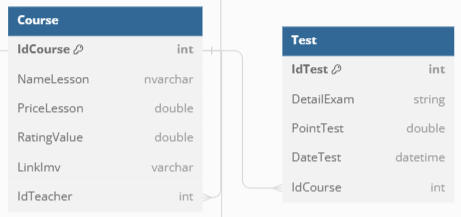 Course
IdCourse int
NameLesson nvarchar
PriceLesson double
RatingValue double
LinkImv varchar
IdTeacher int
Test
IdTest int
DetailExam string
PointTest double
DateTest datetime
IdCourse int